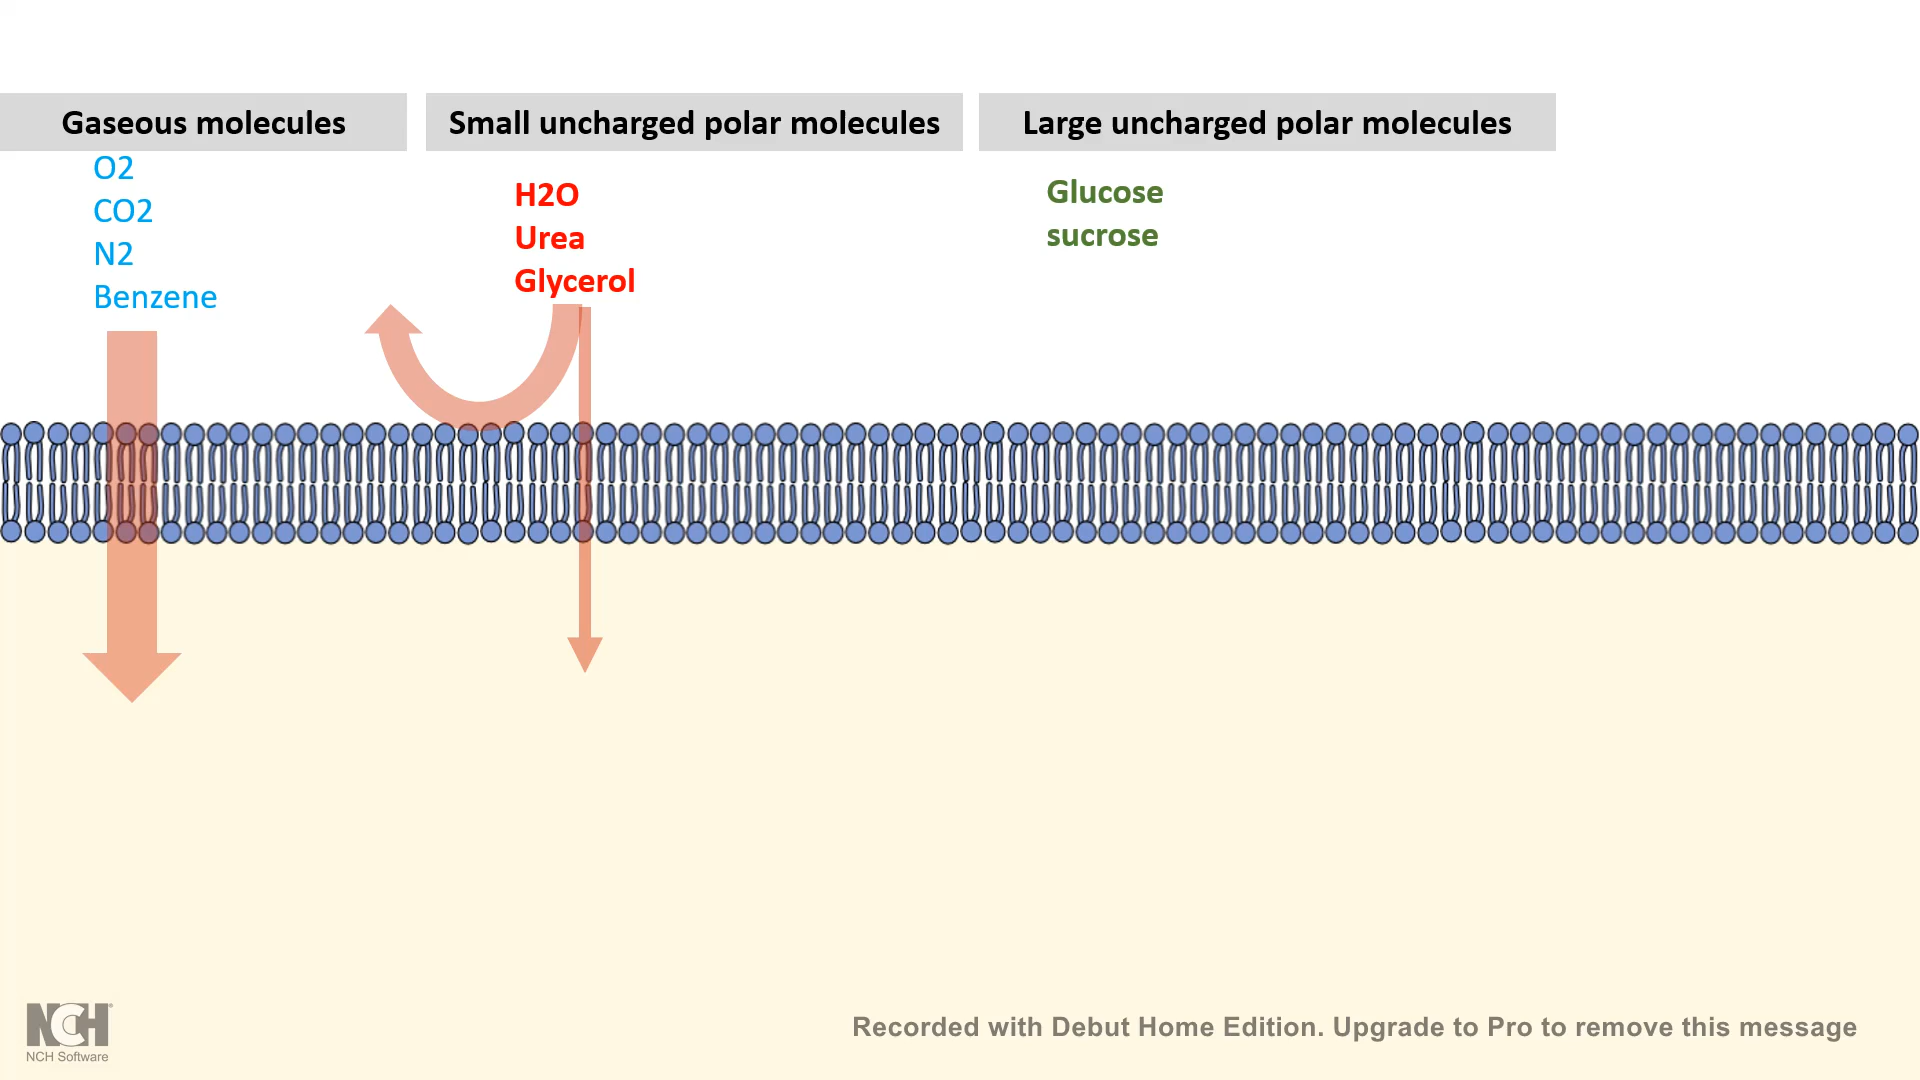 Gaseous molecules
O2
CO2
N2
Benzene
Small uncharged polar molecules
H2O
Urea
Glycerol
Large uncharged polar molecules
Glucose
sucrose
NCH
NCH Software
Recorded with Debut Home Edition. Upgrade to Pro to remove this message